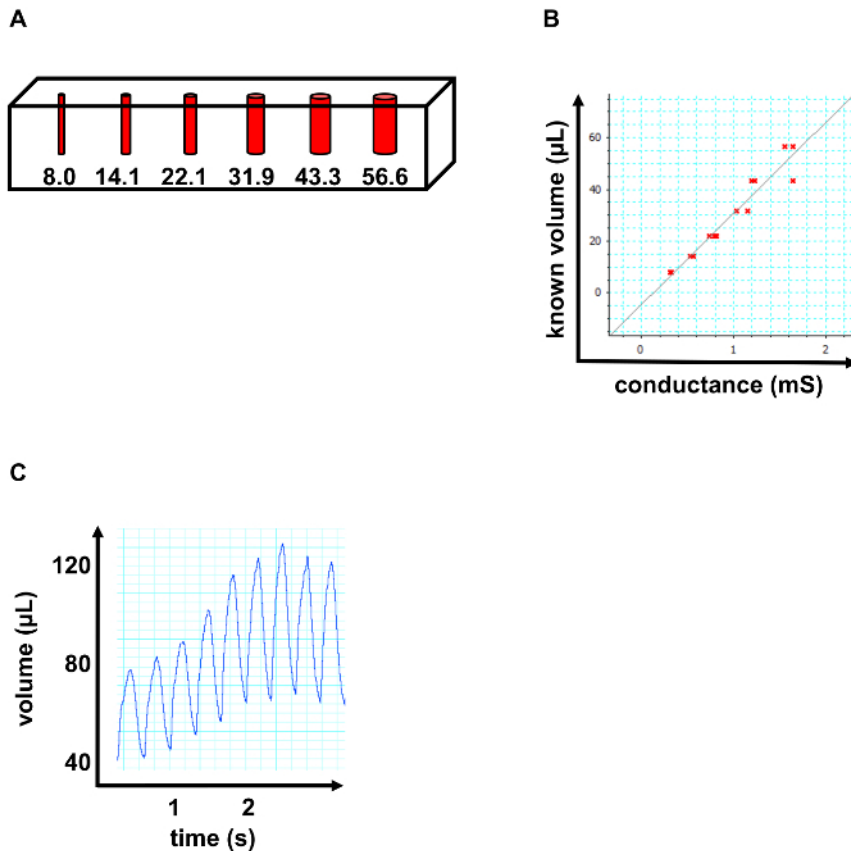 A
8.0 14.1 22.1 31.9 43.3 56.6
B
known volume (µL)
60
40
20
0
0 1 2
conductance (mS)
C
volume (µL)
120
80
40
1 2
time (s)